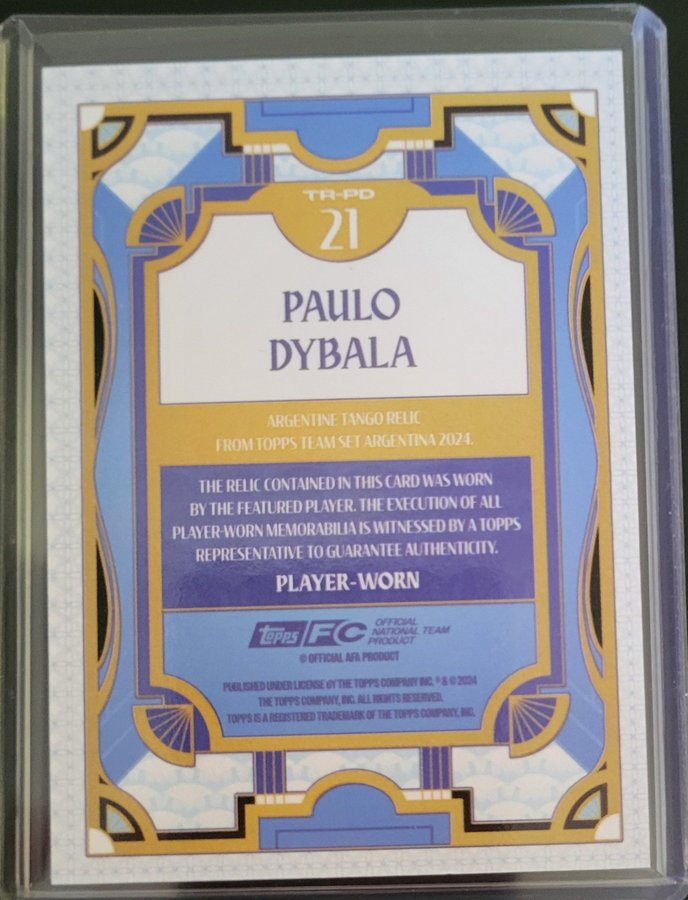 TR-PD
21
PAULO
DYBALA
ARGENTINE TANGO RELIC
FROM TOPPS TEAM SET ARGENTINA 2024.
THE RELIC CONTAINED IN THIS CARD WAS WORN
BY THE FEATURED PLAYER. THE EXECUTION OF ALL
PLAYER-WORN MEMORABILIA IS WITNESSED BY A TOPPS
REPRESENTATIVE TO GUARANTEE AUTHENTICITY.
PLAYER-WORN
topps FC OFFICIAL
NATIONAL TEAM
PRODUCT
© OFFICIAL AFA PRODUCT
PUBLISHED UNDER LICENSE BY THE TOPPS COMPANY INC. ® & © 2024
THE TOPPS COMPANY, INC. ALL RIGHTS RESERVED.
TOPPS IS A REGISTERED TRADEMARK OF THE TOPPS COMPANY, INC.